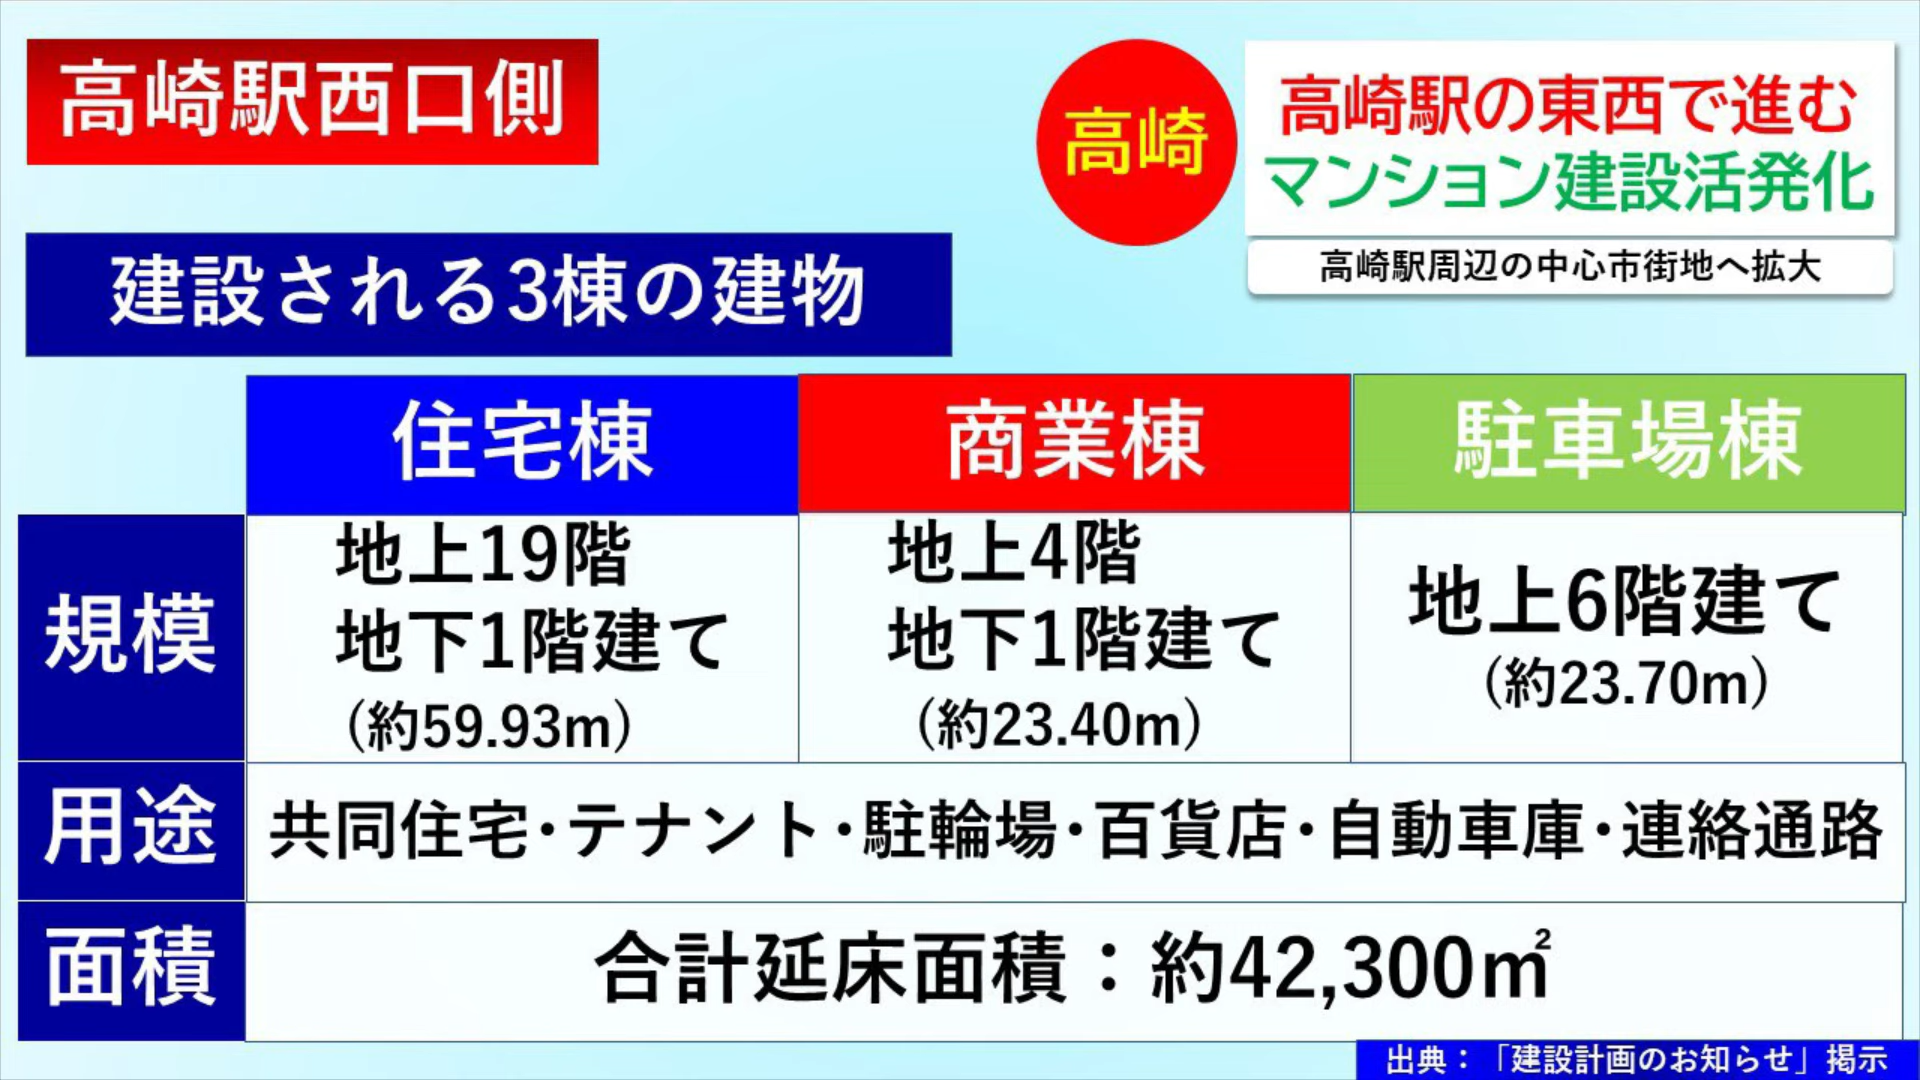 高崎駅西口側
高崎
高崎駅の東西で進む
マンション建設活発化
高崎駅周辺の中心市街地へ拡大
建設される3棟の建物
住宅棟
商業棟
駐車場棟
規模
地上19階
地下1階建て
(約59.93m)
地上4階
地下1階建て
(約23.40m)
地上6階建て
(約23.70m)
用途
共同住宅･テナント･駐輪場･百貨店･自動車庫･連絡通路
面積
合計延床面積：約42,300㎡
出典：「建設計画のお知らせ」掲示